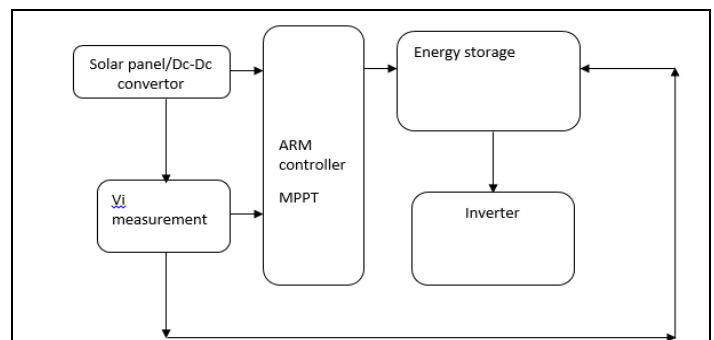 Solar panel/Dc-Dc
convertor
Vi
measurement
ARM
controller
MPPT
Energy storage
Inverter